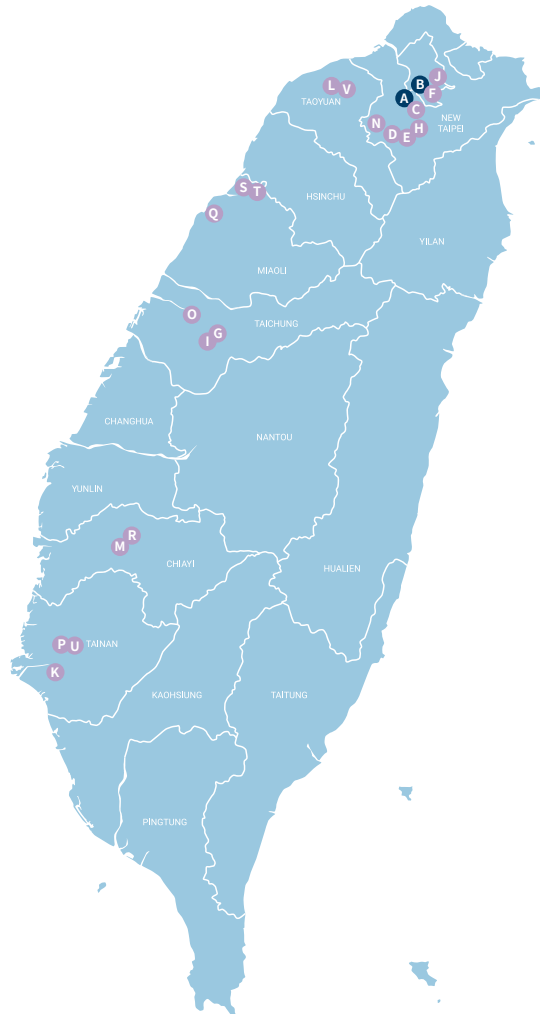 J
B
L
V
F
A
TAOYUAN
C
NEW
TAIPEI
N
H
D
E
S
T
HSINCHU
Q
YILAN
MIAOLI
O
TAICHUNG
G
I
CHANGHUA
NANTOU
YUNLIN
R
M
CHIAYI
HUALIEN
P
U
TAINAN
K
KAOHSIUNG
TAITUNG
PINGTUNG